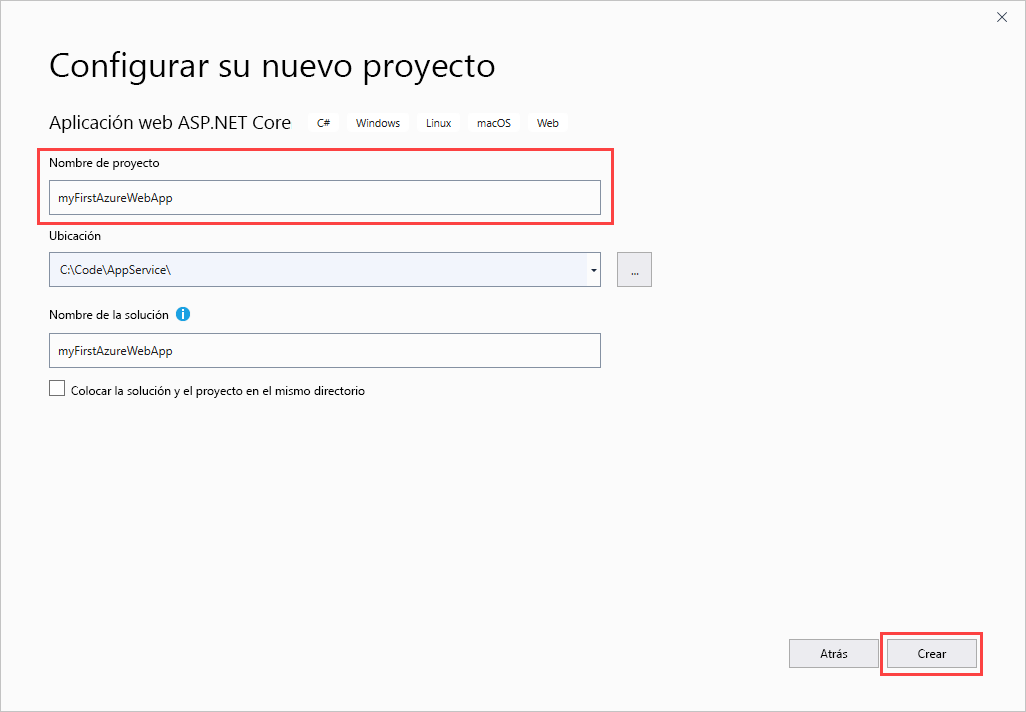 Configurar su nuevo proyecto
Aplicación web ASP.NET Core C# Windows Linux macOS Web
Nombre de proyecto
myFirstAzureWebApp
Ubicación
C:\Code\AppService\
...
Nombre de la solución
myFirstAzureWebApp
Colocar la solución y el proyecto en el mismo directorio
Atrás Crear